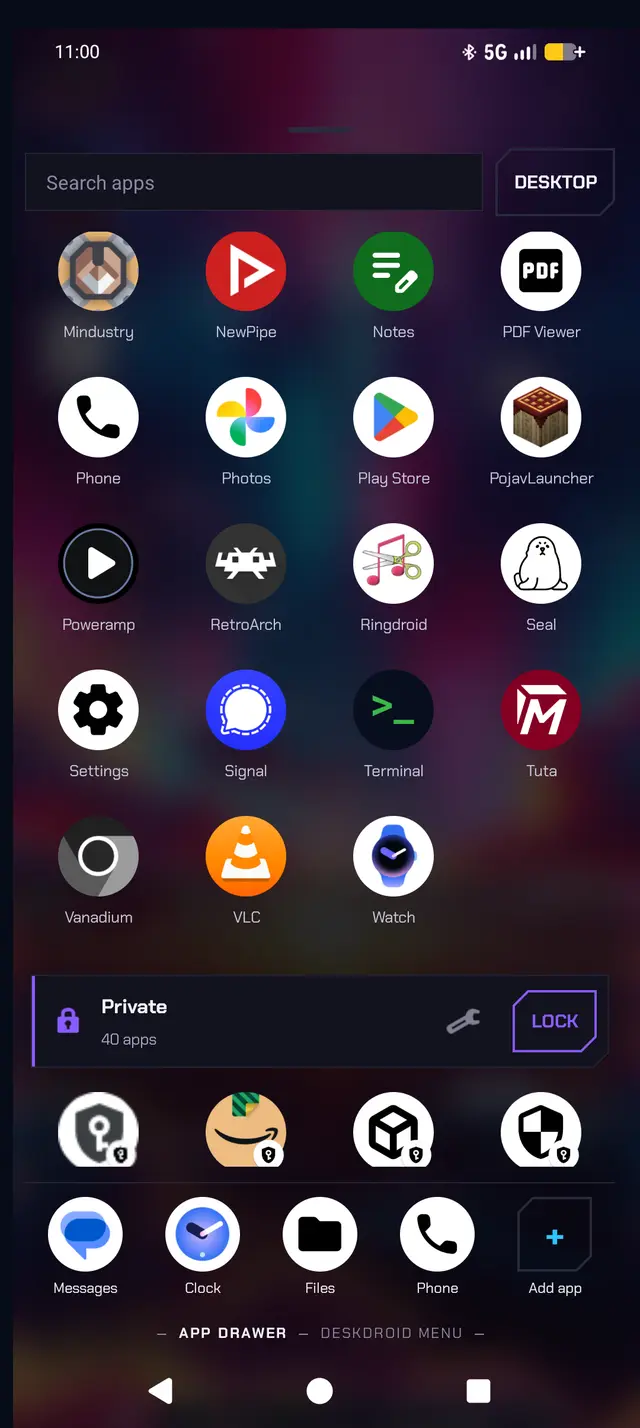 11:00
5G
Search apps
DESKTOP
Mindustry
NewPipe
Notes
PDF
PDF Viewer
Phone
Photos
Play Store
PojavLauncher
Poweramp
RetroArch
Ringdroid
Seal
Settings
Signal
>_
Terminal
Tuta
Vanadium
VLC
Watch
Private
40 apps
LOCK
Messages
Clock
Files
Phone
+
Add app
— APP DRAWER — DESKDROID MENU —